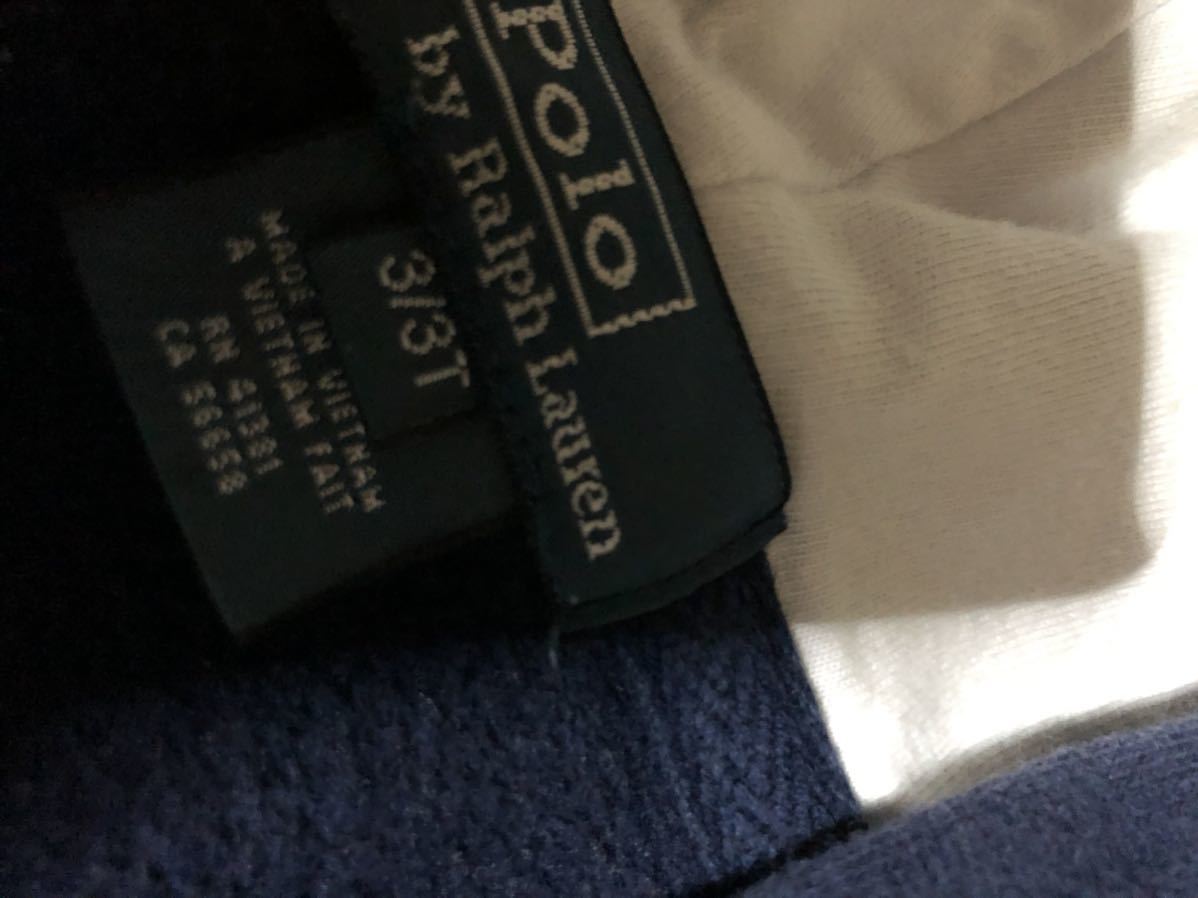 Polo
by Ralph Lauren
3/3T
MADE IN VIETNAM
A VIETNAM FAIT
RN 41381
CA 56658